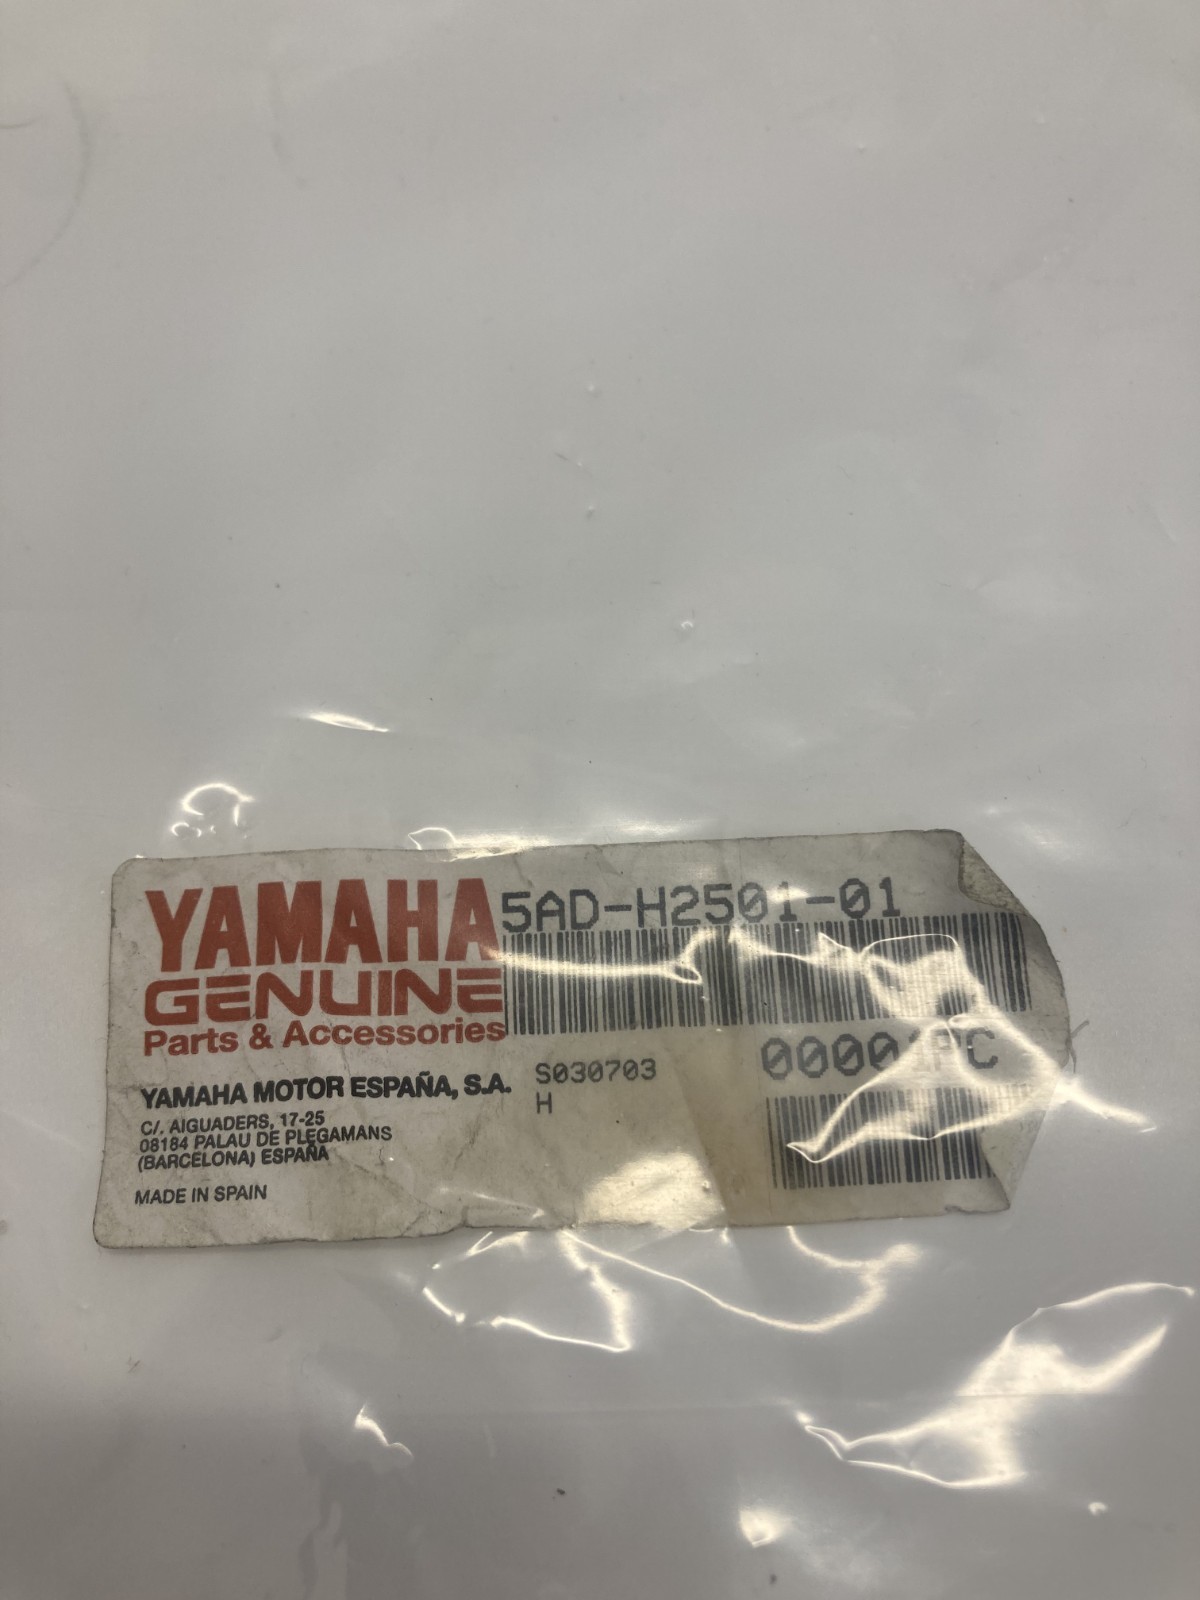 YAMAHA
GENUINE
Parts & Accessories
5AD-H2501-01
YAMAHA MOTOR ESPAÑA, S.A.
C/. AIGUADERS, 17-25
08184 PALAU DE PLEGAMANS
(BARCELONA) ESPAÑA
MADE IN SPAIN
S030703
H
00001PC